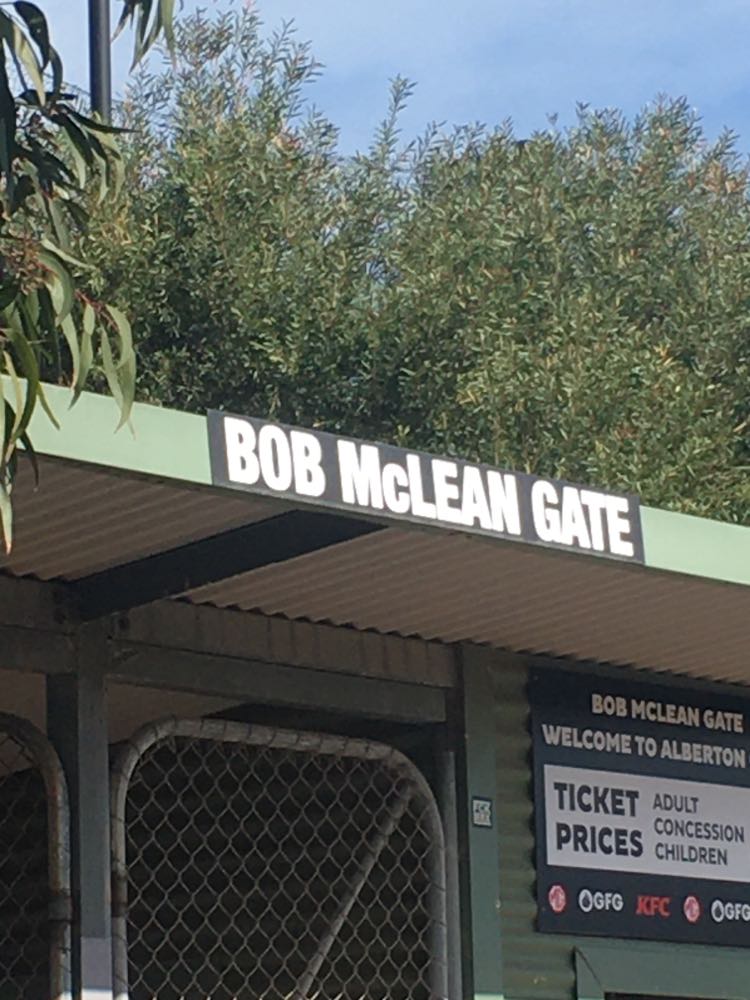 BOB McLEAN GATE
BOB MCLEAN GATE
WELCOME TO ALBERTON
TICKET PRICES
ADULT
CONCESSION
CHILDREN
GFG KFC GFG